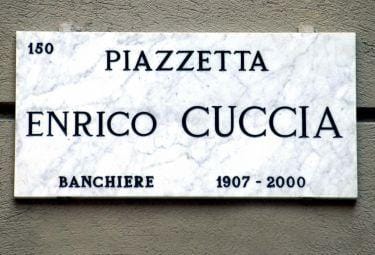 150
PIAZZETTA
ENRICO CUCCIA
BANCHIERE 1907 - 2000